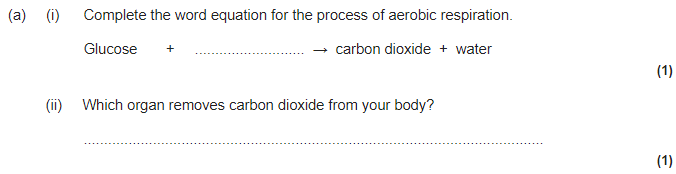 (a) (i) Complete the word equation for the process of aerobic respiration.
Glucose + ........................... → carbon dioxide + water
(1)
(ii) Which organ removes carbon dioxide from your body?
...................................................................................................................
(1)